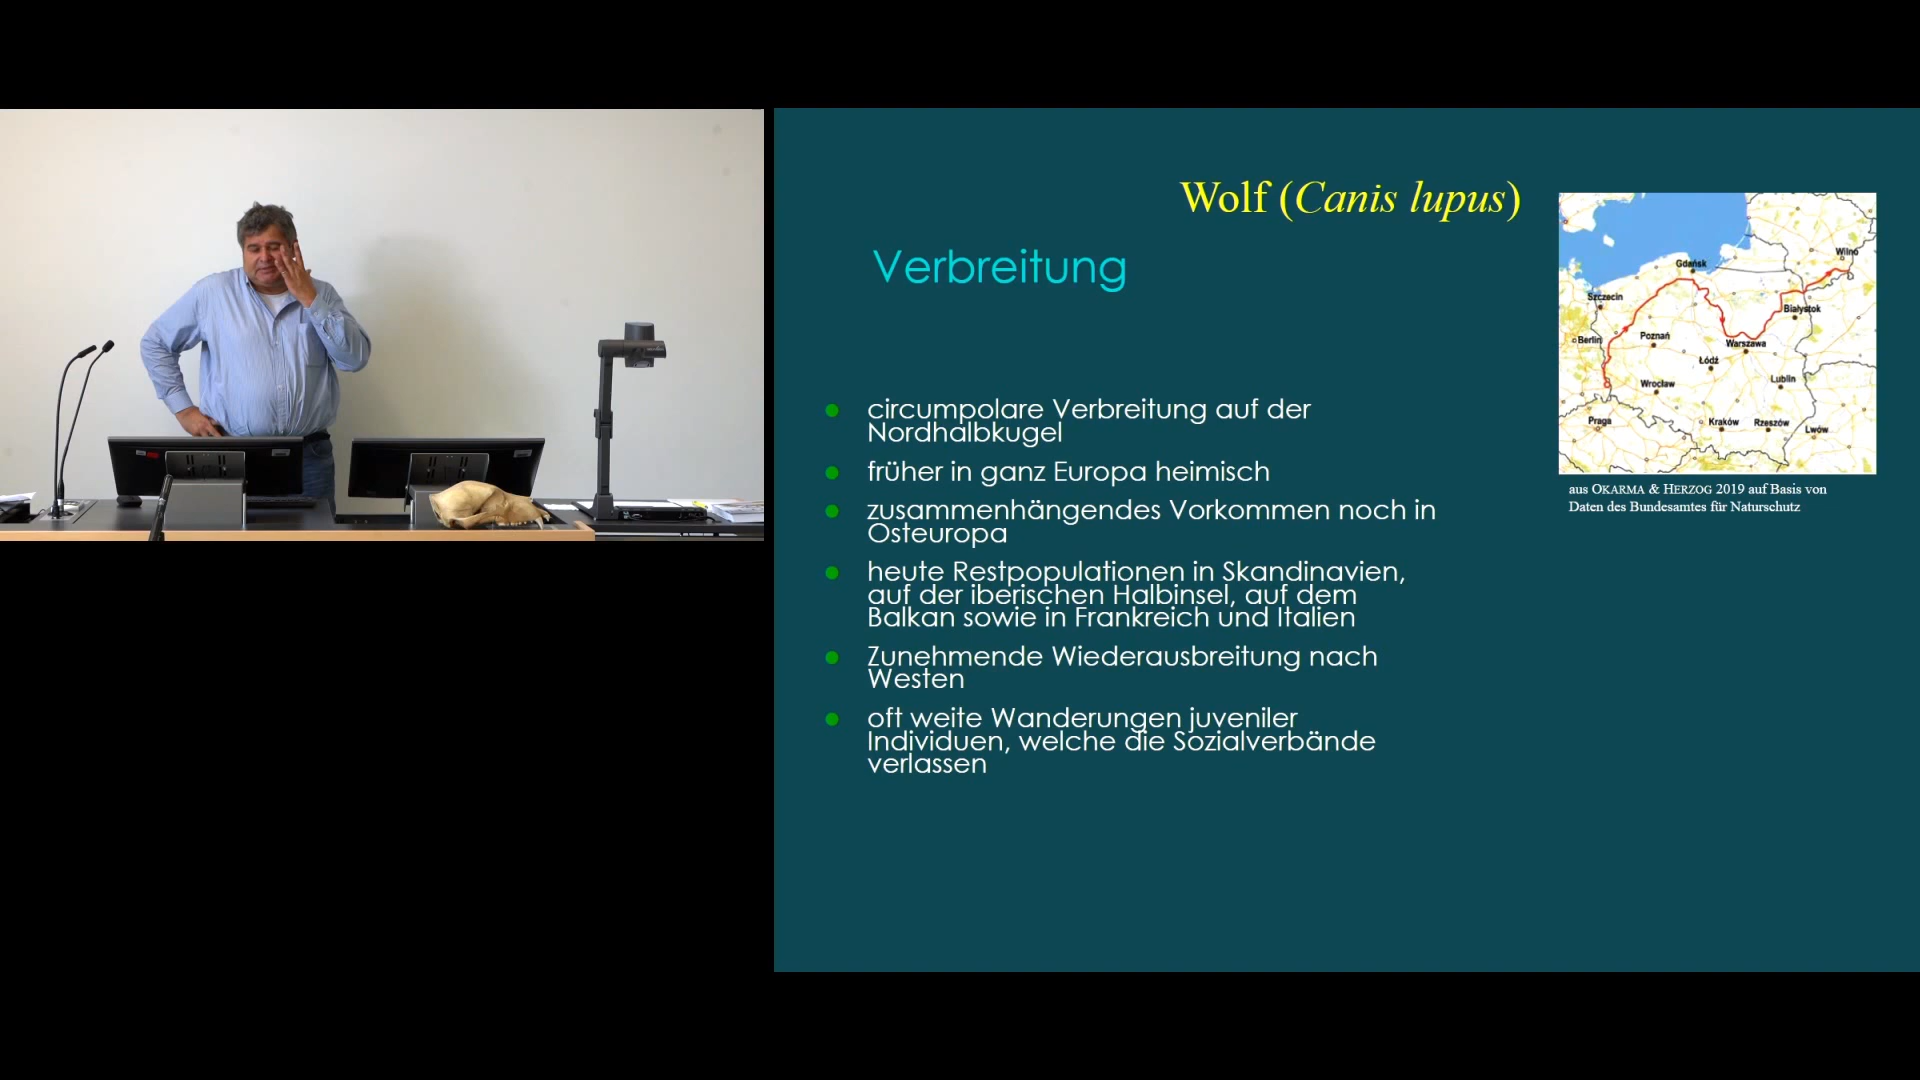 Wolf (Canis lupus)
Verbreitung
circumpolare Verbreitung auf der
Nordhalbkugel
früher in ganz Europa heimisch
zusammenhängendes Vorkommen noch in
Osteuropa
heute Restpopulationen in Skandinavien,
auf der iberischen Halbinsel, auf dem
Balkan sowie in Frankreich und Italien
Zunehmende Wiederausbreitung nach
Westen
oft weite Wanderungen juveniler
Individuen, welche die Sozialverbände
verlassen
Wilno
Gdańsk
Szczecin
Białystok
Berlin
Poznań
Warszawa
Łódź
Lublin
Wrocław
Praga
Kraków
Rzeszów
Lwów
aus OKARMA & HERZOG 2019 auf Basis von
Daten des Bundesamtes für Naturschutz